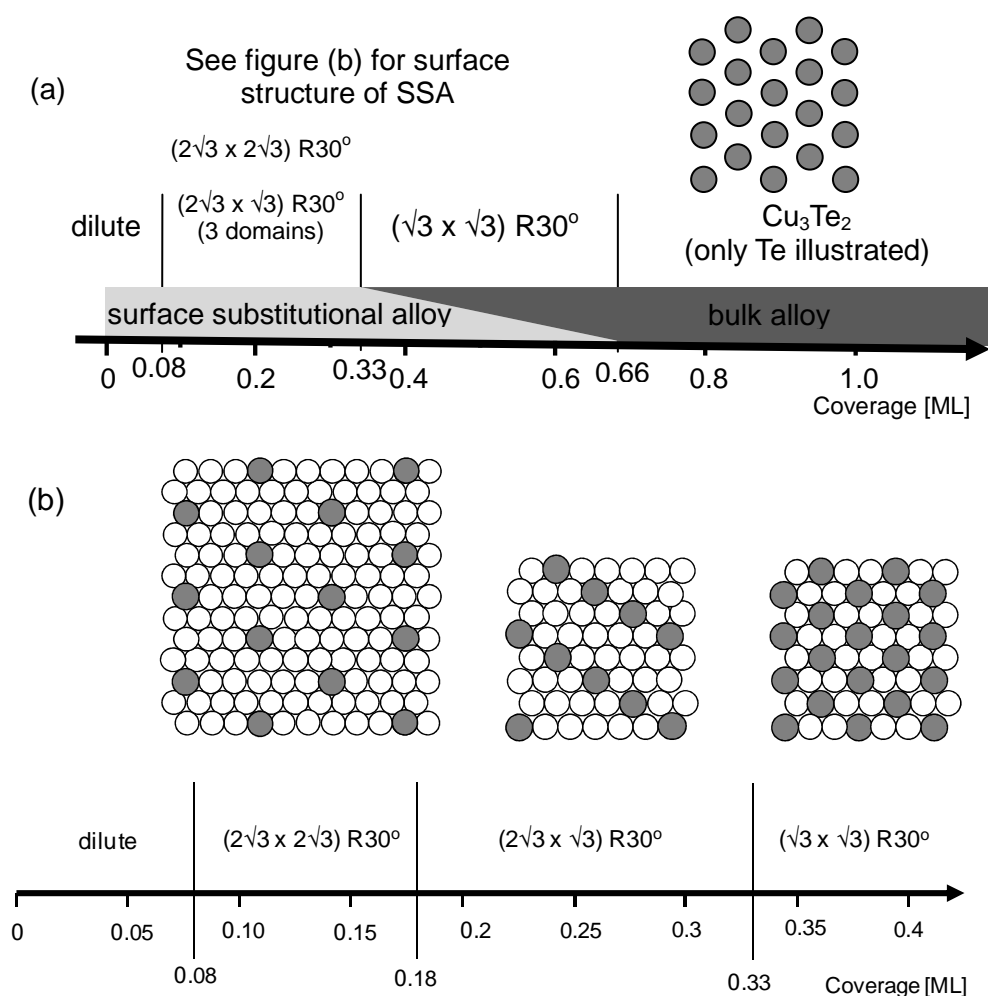 (a)
See figure (b) for surface
structure of SSA
(2√3 x 2√3) R30°
dilute
(2√3 x √3) R30°
(3 domains)
(√3 x √3) R30°
Cu₃Te₂
(only Te illustrated)
surface substitutional alloy
bulk alloy
0 0.08 0.2 0.33 0.4 0.6 0.66 0.8 1.0
Coverage [ML]
(b)
dilute (2√3 x 2√3) R30° (2√3 x √3) R30° (√3 x √3) R30°
0 0.05 0.10 0.15 0.2 0.25 0.3 0.35 0.4
0.08 0.18 0.33 Coverage [ML]